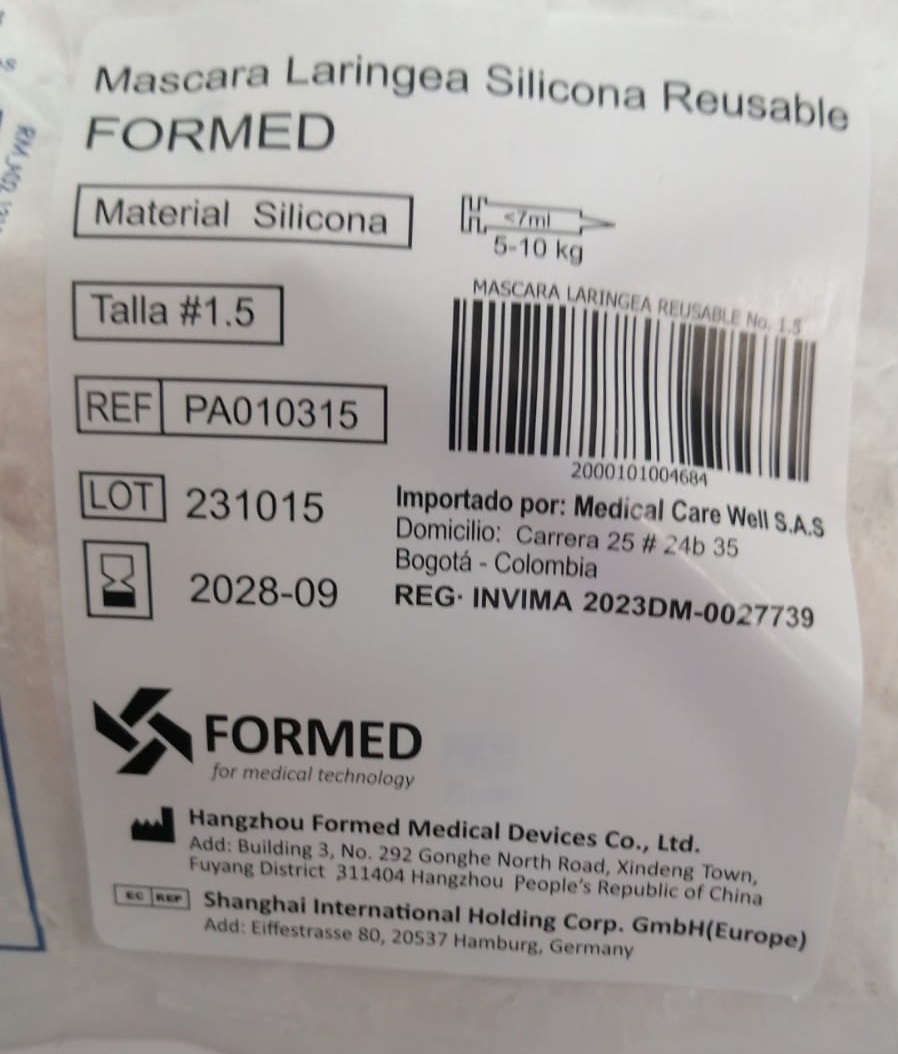 Mascara Laringea Silicona Reusable
FORMED
Material Silicona
<7ml
5-10 kg
Talla #1.5
MASCARA LARINGEA REUSABLE No. 1.5
REF PA010315
2000101004684
LOT 231015
2028-09
Importado por: Medical Care Well S.A.S
Domicilio: Carrera 25 # 24b 35
Bogotá - Colombia
REG· INVIMA 2023DM-0027739
FORMED
for medical technology
Hangzhou Formed Medical Devices Co., Ltd.
Add: Building 3, No. 292 Gonghe North Road, Xindeng Town,
Fuyang District 311404 Hangzhou People's Republic of China
EC REP Shanghai International Holding Corp. GmbH(Europe)
Add: Eiffestrasse 80, 20537 Hamburg, Germany